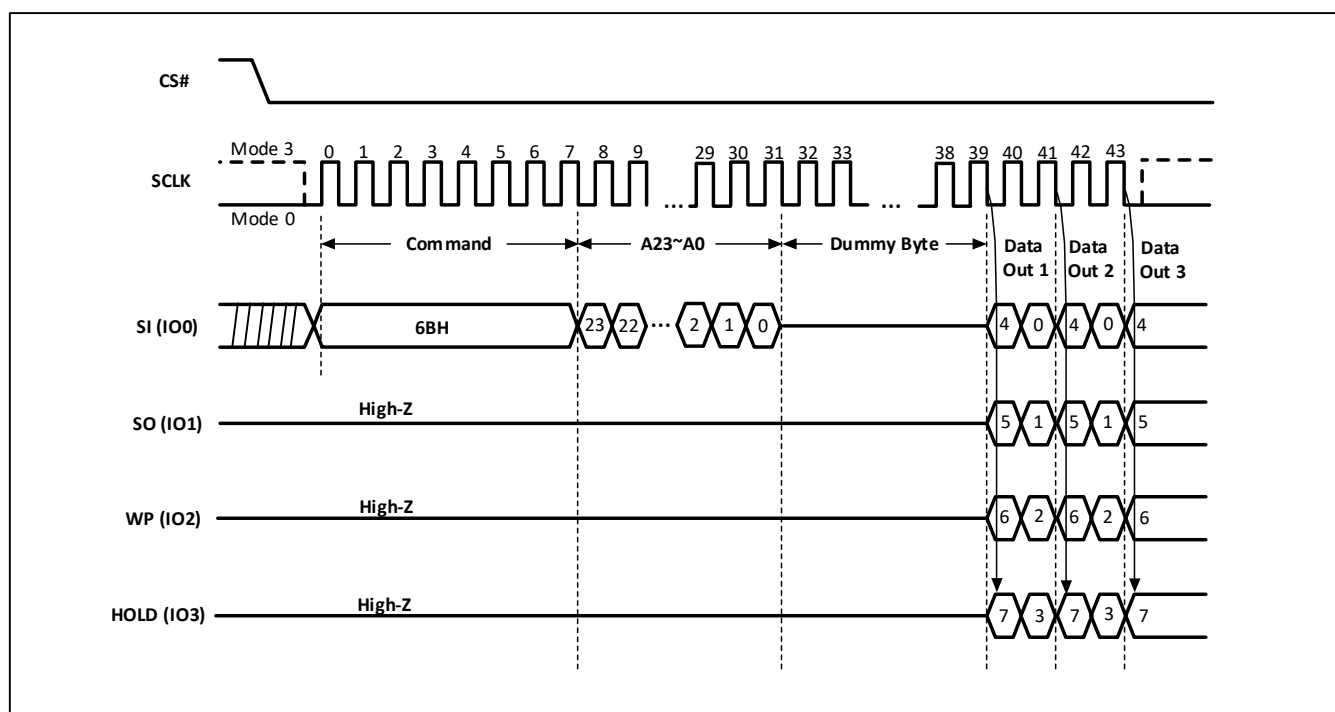 CS#
Mode 3
0 1 2 3 4 5 6 7 8 9 29 30 31 32 33 38 39 40 41 42 43
SCLK
... ...
Mode 0
Command A23~A0 Dummy Byte Data Out 1 Data Out 2 Data Out 3
SI (IO0) 6BH 23 22 ... 2 1 0 4 0 4 0 4
High-Z
SO (IO1) 5 1 5 1 5
High-Z
WP (IO2) 6 2 6 2 6
High-Z
HOLD (IO3) 7 3 7 3 7